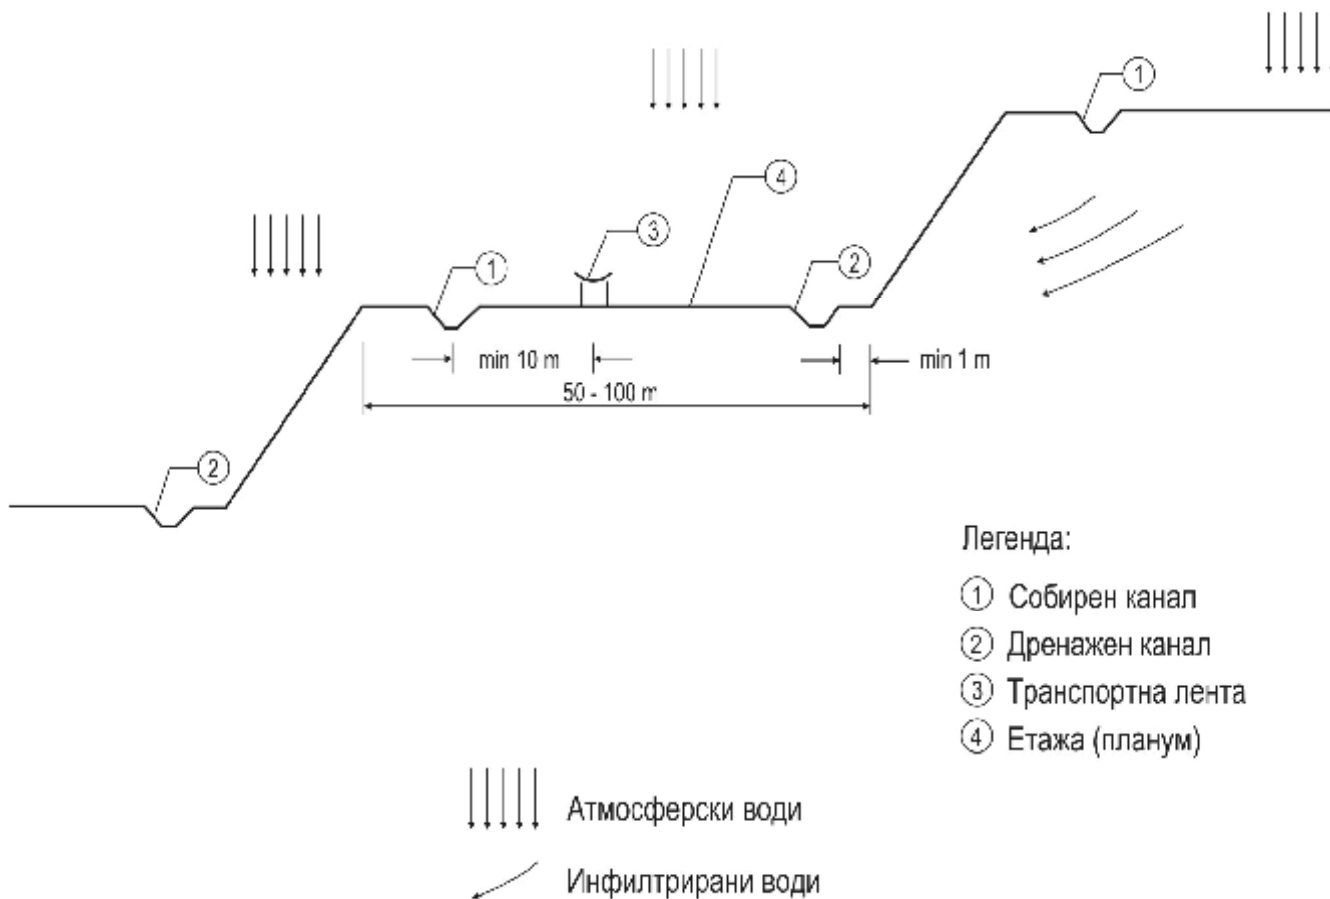 1
4
3
1
2
min 10 m
min 1 m
50 - 100 m
2
Легенда:
1 Собирен канал
2 Дренажен канал
3 Транспортна лента
4 Етажа (планум)
Атмосферски води
Инфилтрирани води